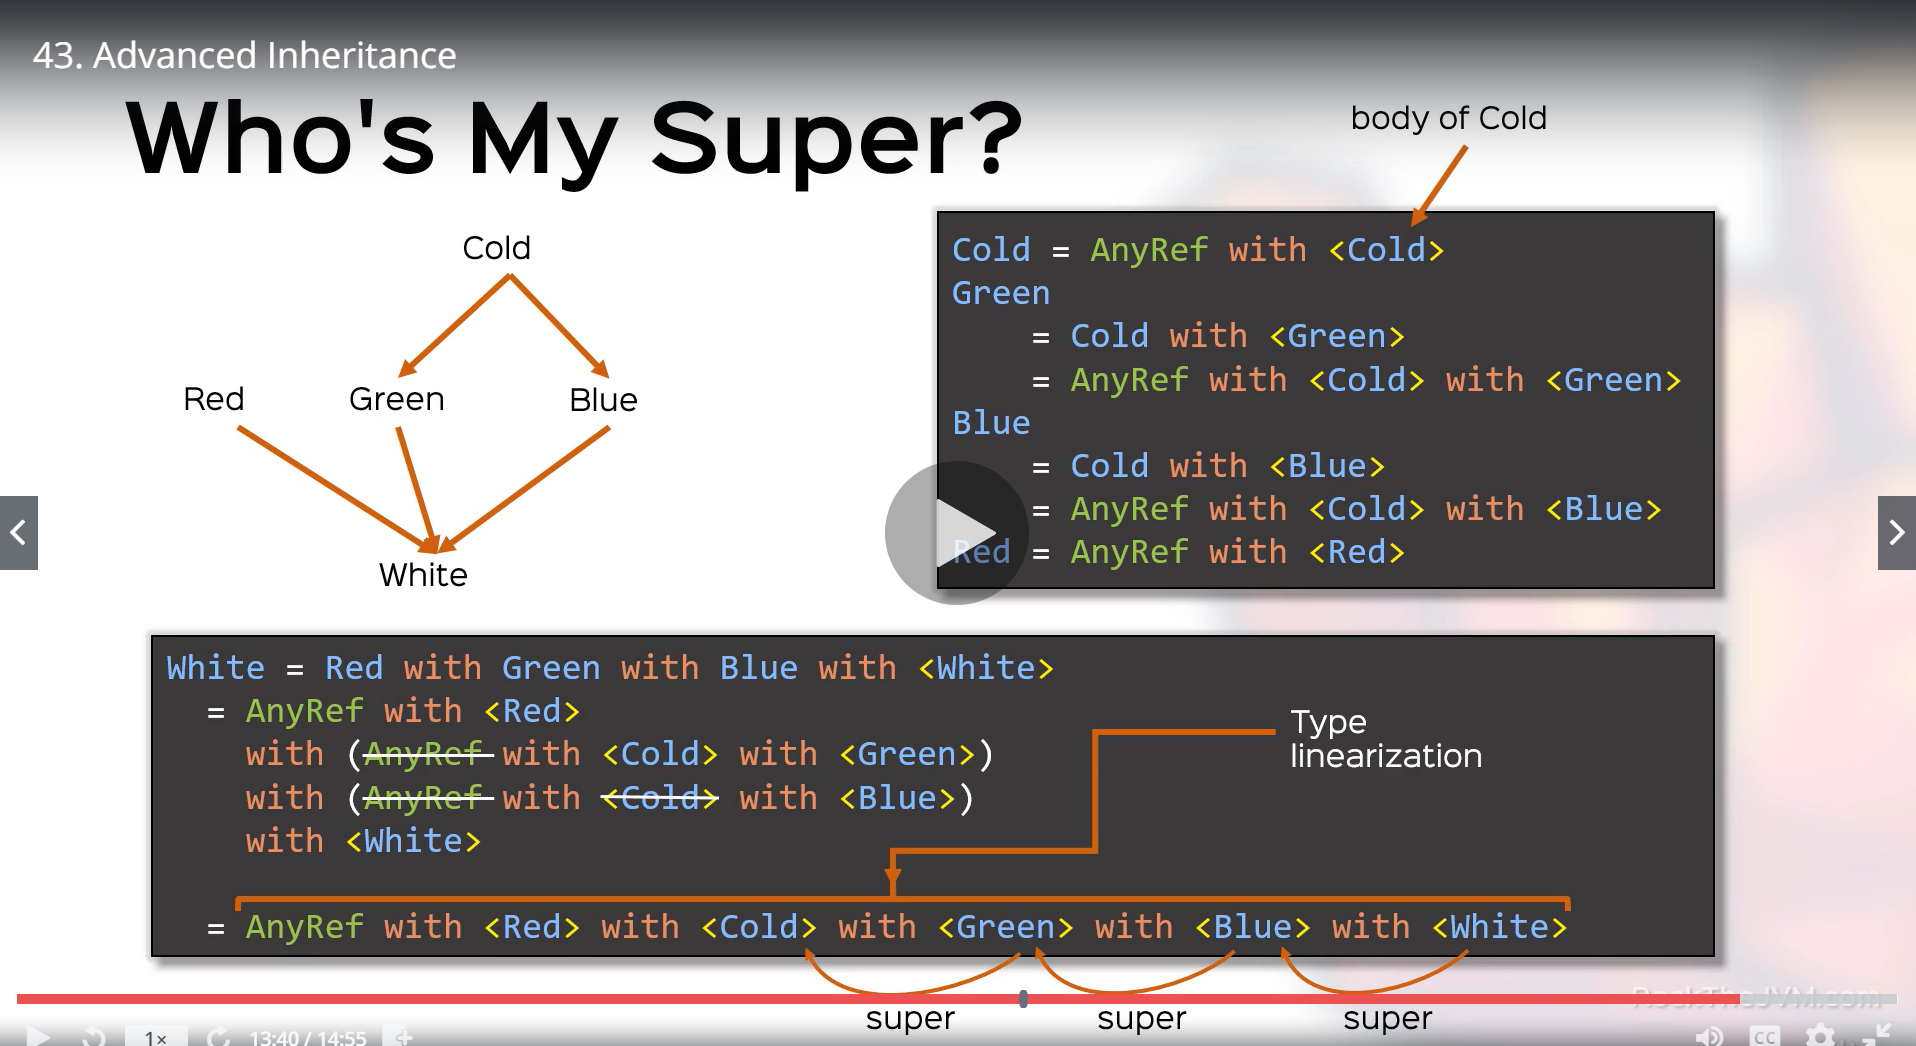 43. Advanced Inheritance
Who's My Super?
body of Cold
Cold
Red
Green
Blue
White
Cold = AnyRef with <Cold>
Green
= Cold with <Green>
= AnyRef with <Cold> with <Green>
Blue
= Cold with <Blue>
= AnyRef with <Cold> with <Blue>
Red = AnyRef with <Red>
White = Red with Green with Blue with <White>
= AnyRef with <Red>
with (AnyRef with <Cold> with <Green>)
with (AnyRef with <Cold> with <Blue>)
with <White>
Type
linearization
= AnyRef with <Red> with <Cold> with <Green> with <Blue> with <White>
RockTheJVM.com
super super super
1×
13:40 / 14:55
CC